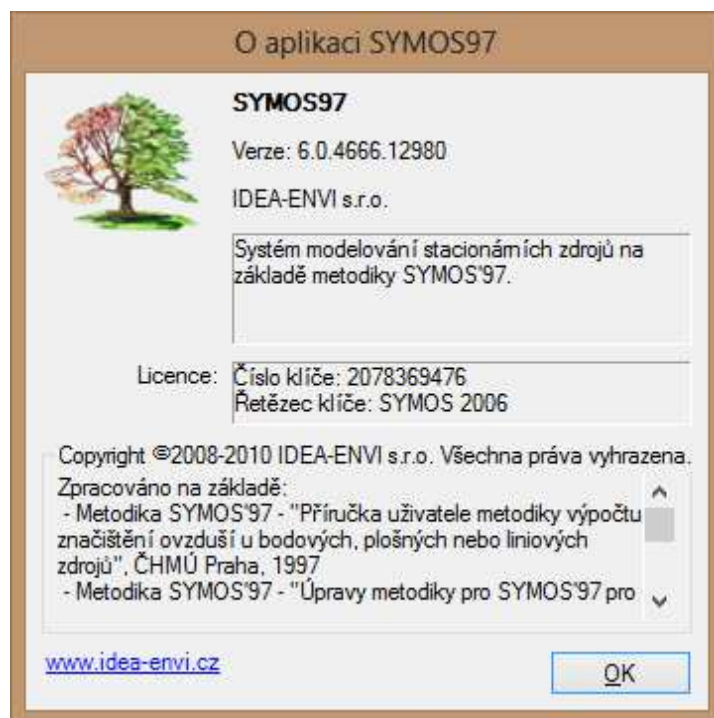 O aplikaci SYMOS97
SYMOS97
Verze: 6.0.4666.12980
IDEA-ENVI s.r.o.
Systém modelování stacionárních zdrojů na
základě metodiky SYMOS'97.
Licence:
Číslo klíče: 2078369476
Řetězec klíče: SYMOS 2006
Copyright ©2008-2010 IDEA-ENVI s.r.o. Všechna práva vyhrazena.
Zpracováno na základě:
- Metodika SYMOS'97 - "Příručka uživatele metodiky výpočtu
značištění ovzduší u bodových, plošných nebo liniových
zdrojů", ČHMÚ Praha, 1997
- Metodika SYMOS'97 - "Úpravy metodiky pro SYMOS'97 pro
www.idea-envi.cz
OK